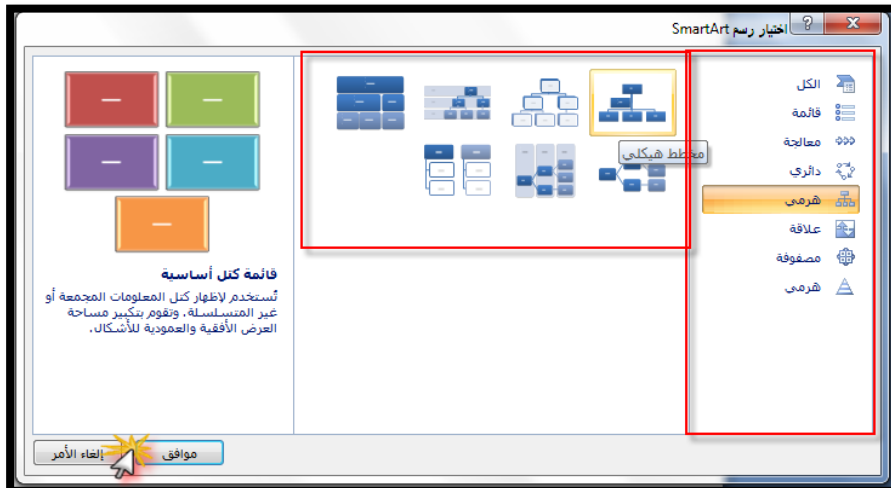 اختيار رسم SmartArt
الكل
قائمة
معالجة
دائري
هرمي
علاقة
مصفوفة
هرمي
مخطط هيكلي
قائمة كتل أساسية
تُستخدم لإظهار كتل المعلومات المجمعة أو
غير المتسلسلة. وتقوم بتكبير مساحة
العرض الأفقية والعمودية للأشكال.
موافق
إلغاء الأمر